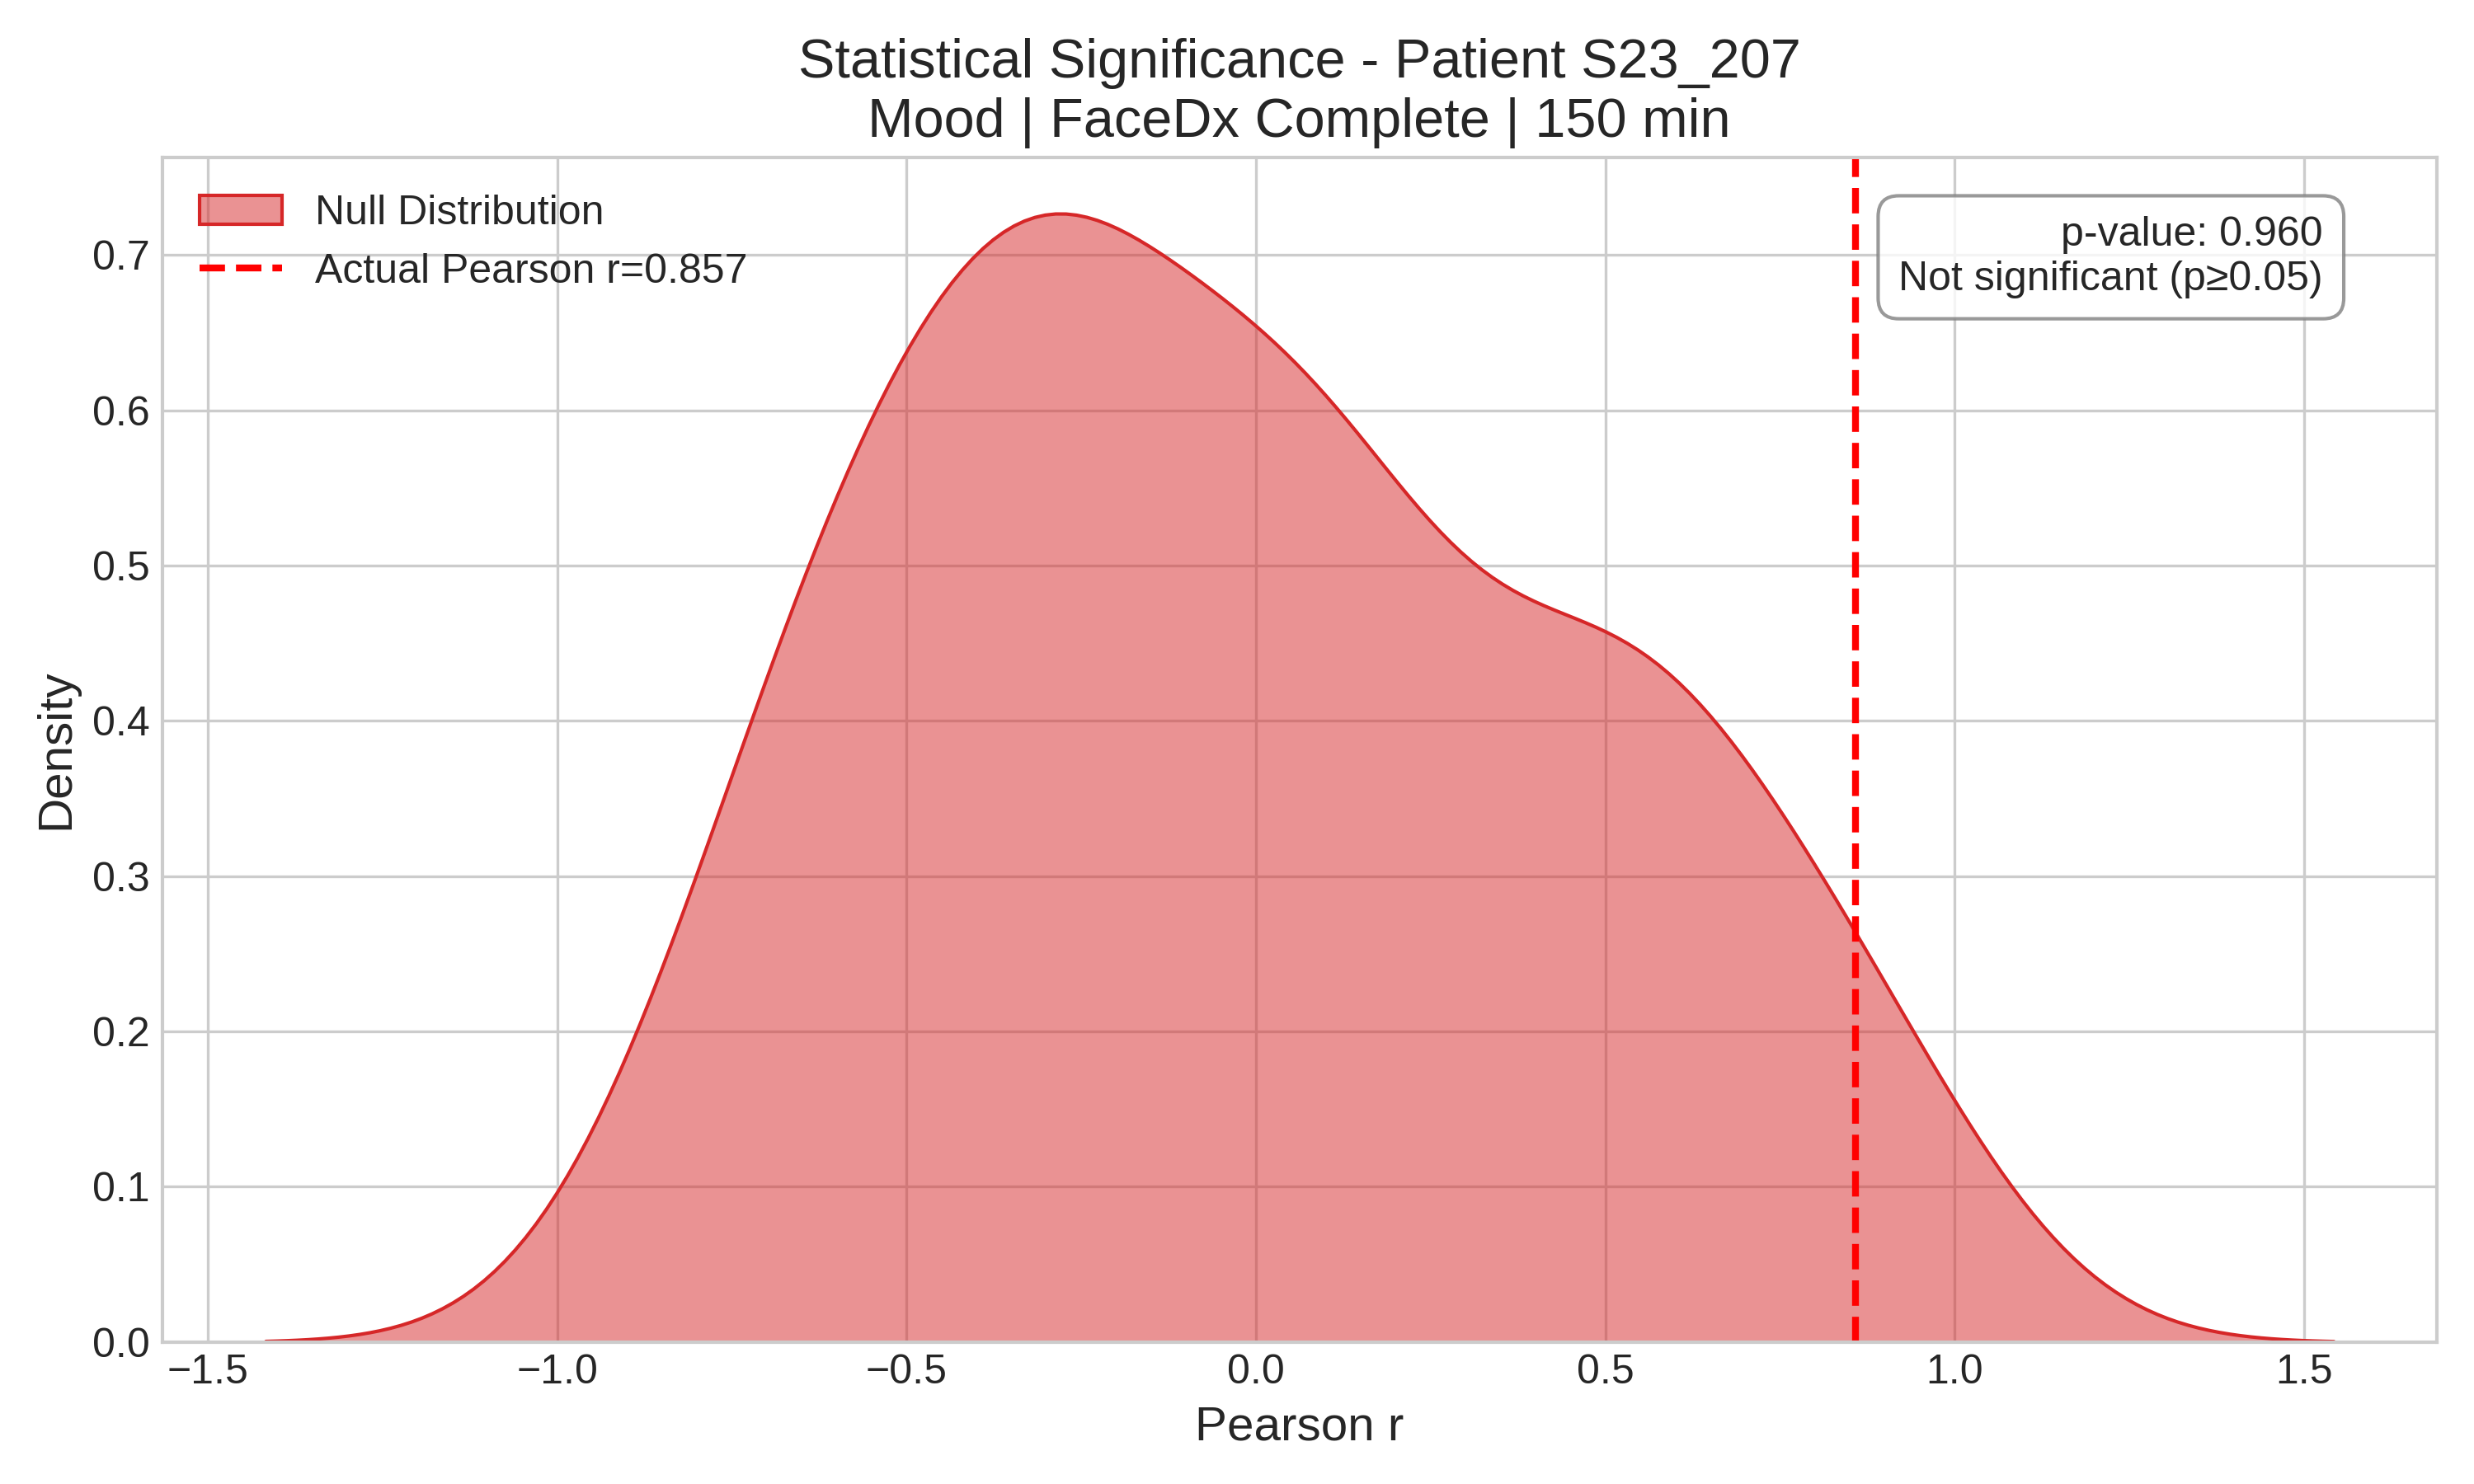 Statistical Significance - Patient S23_207
Mood | FaceDx Complete | 150 min
Null Distribution
Actual Pearson r=0.857
p-value: 0.960
Not significant (p≥0.05)
Density
0.7
0.6
0.5
0.4
0.3
0.2
0.1
0.0
−1.5 −1.0 −0.5 0.0 0.5 1.0 1.5
Pearson r